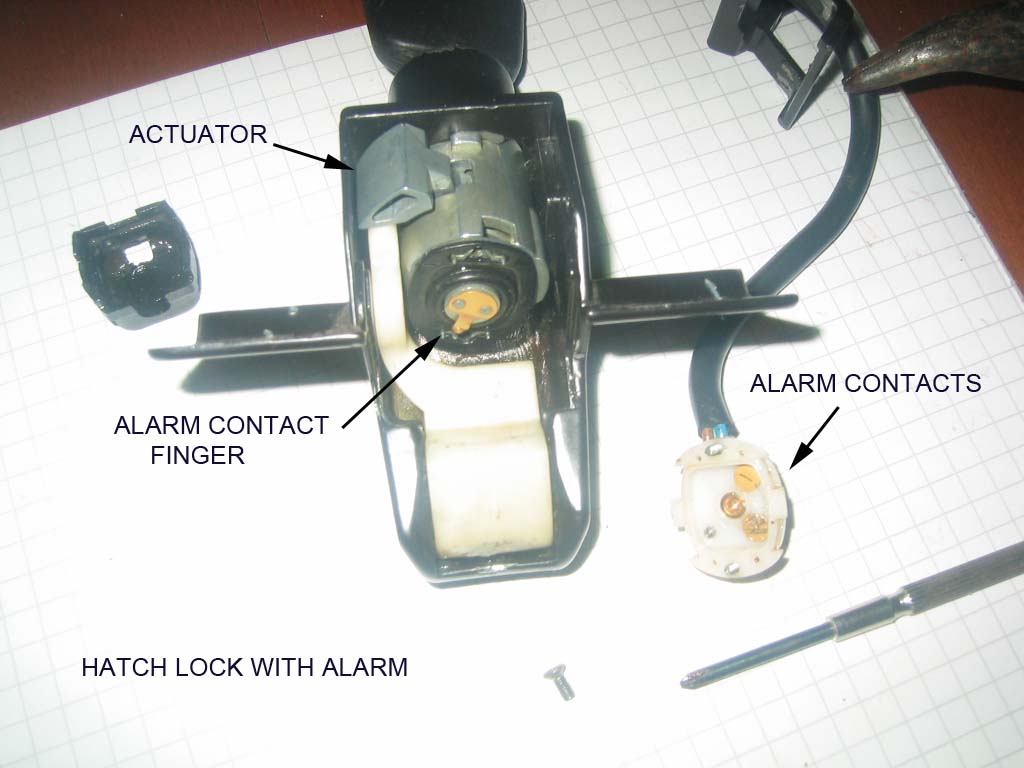 ACTUATOR
ALARM CONTACTS
ALARM CONTACT
FINGER
HATCH LOCK WITH ALARM